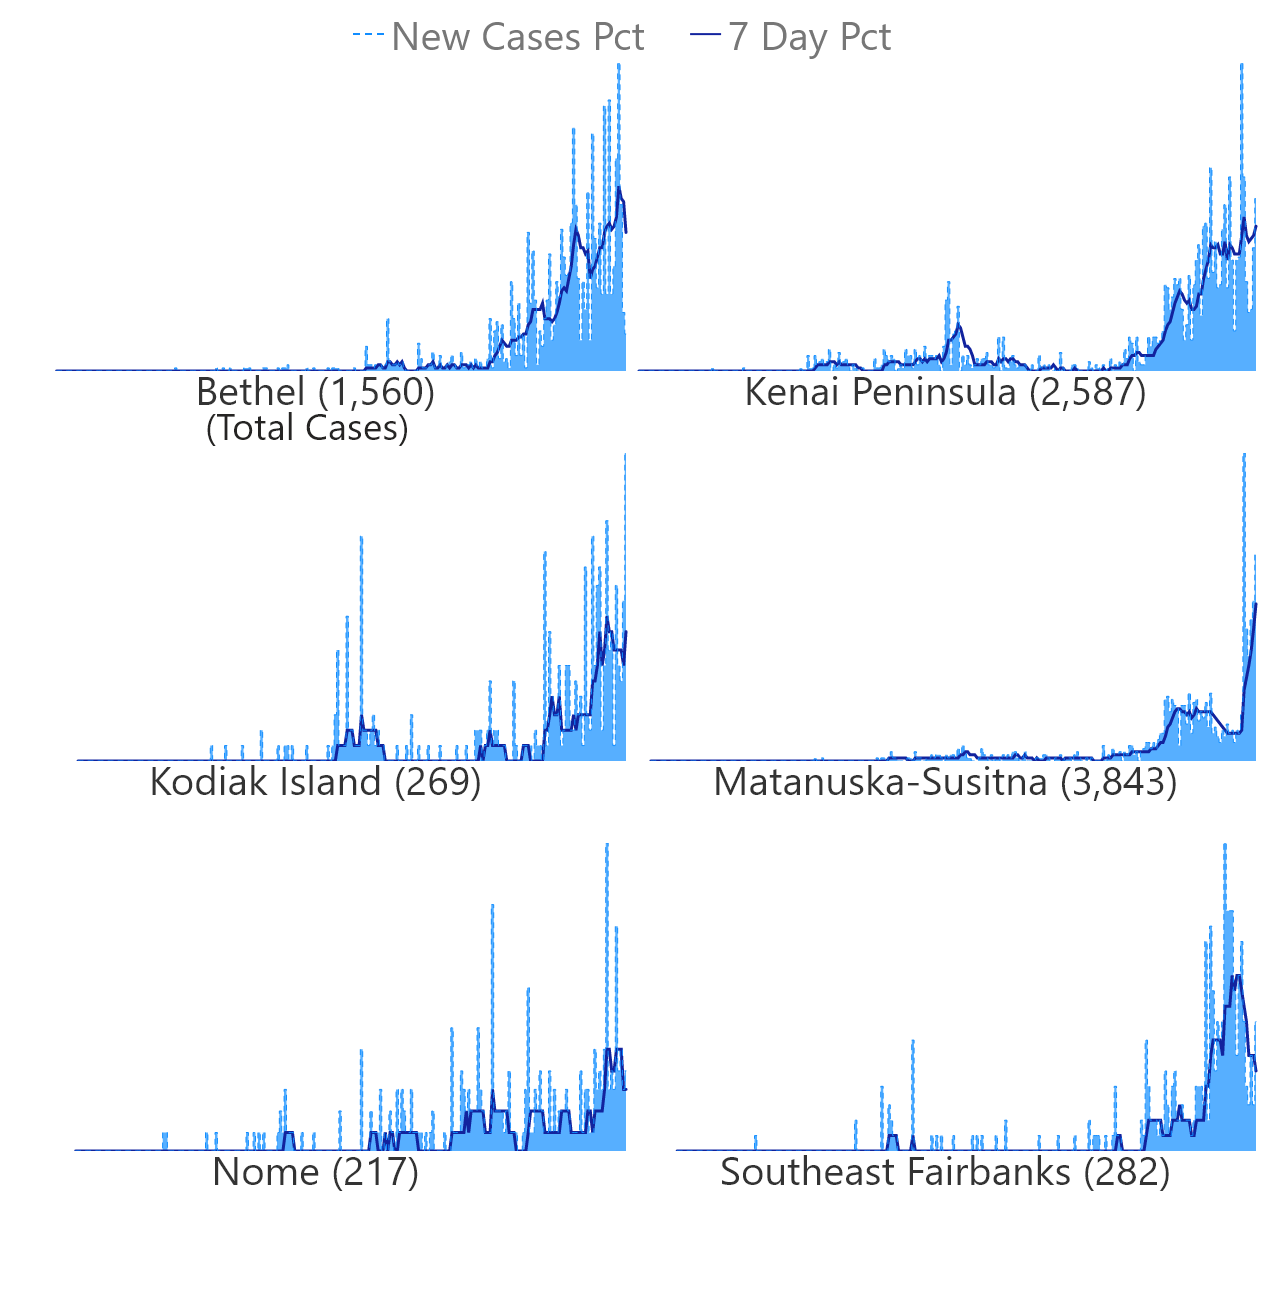 New Cases Pct 7 Day Pct
Bethel (1,560) Kenai Peninsula (2,587)
(Total Cases)
Kodiak Island (269) Matanuska-Susitna (3,843)
Nome (217) Southeast Fairbanks (282)